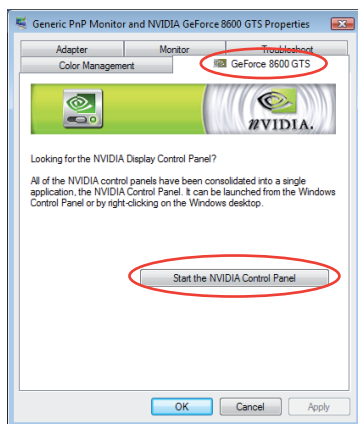 Generic PnP Monitor and NVIDIA GeForce 8600 GTS Properties
Adapter Monitor Troubleshoot
Color Management GeForce 8600 GTS
NVIDIA.
Looking for the NVIDIA Display Control Panel?
All of the NVIDIA control panels have been consolidated into a single
application, the NVIDIA Control Panel. It can be launched from the Windows
Control Panel or by right-clicking on the Windows desktop.
Start the NVIDIA Control Panel
OK Cancel Apply